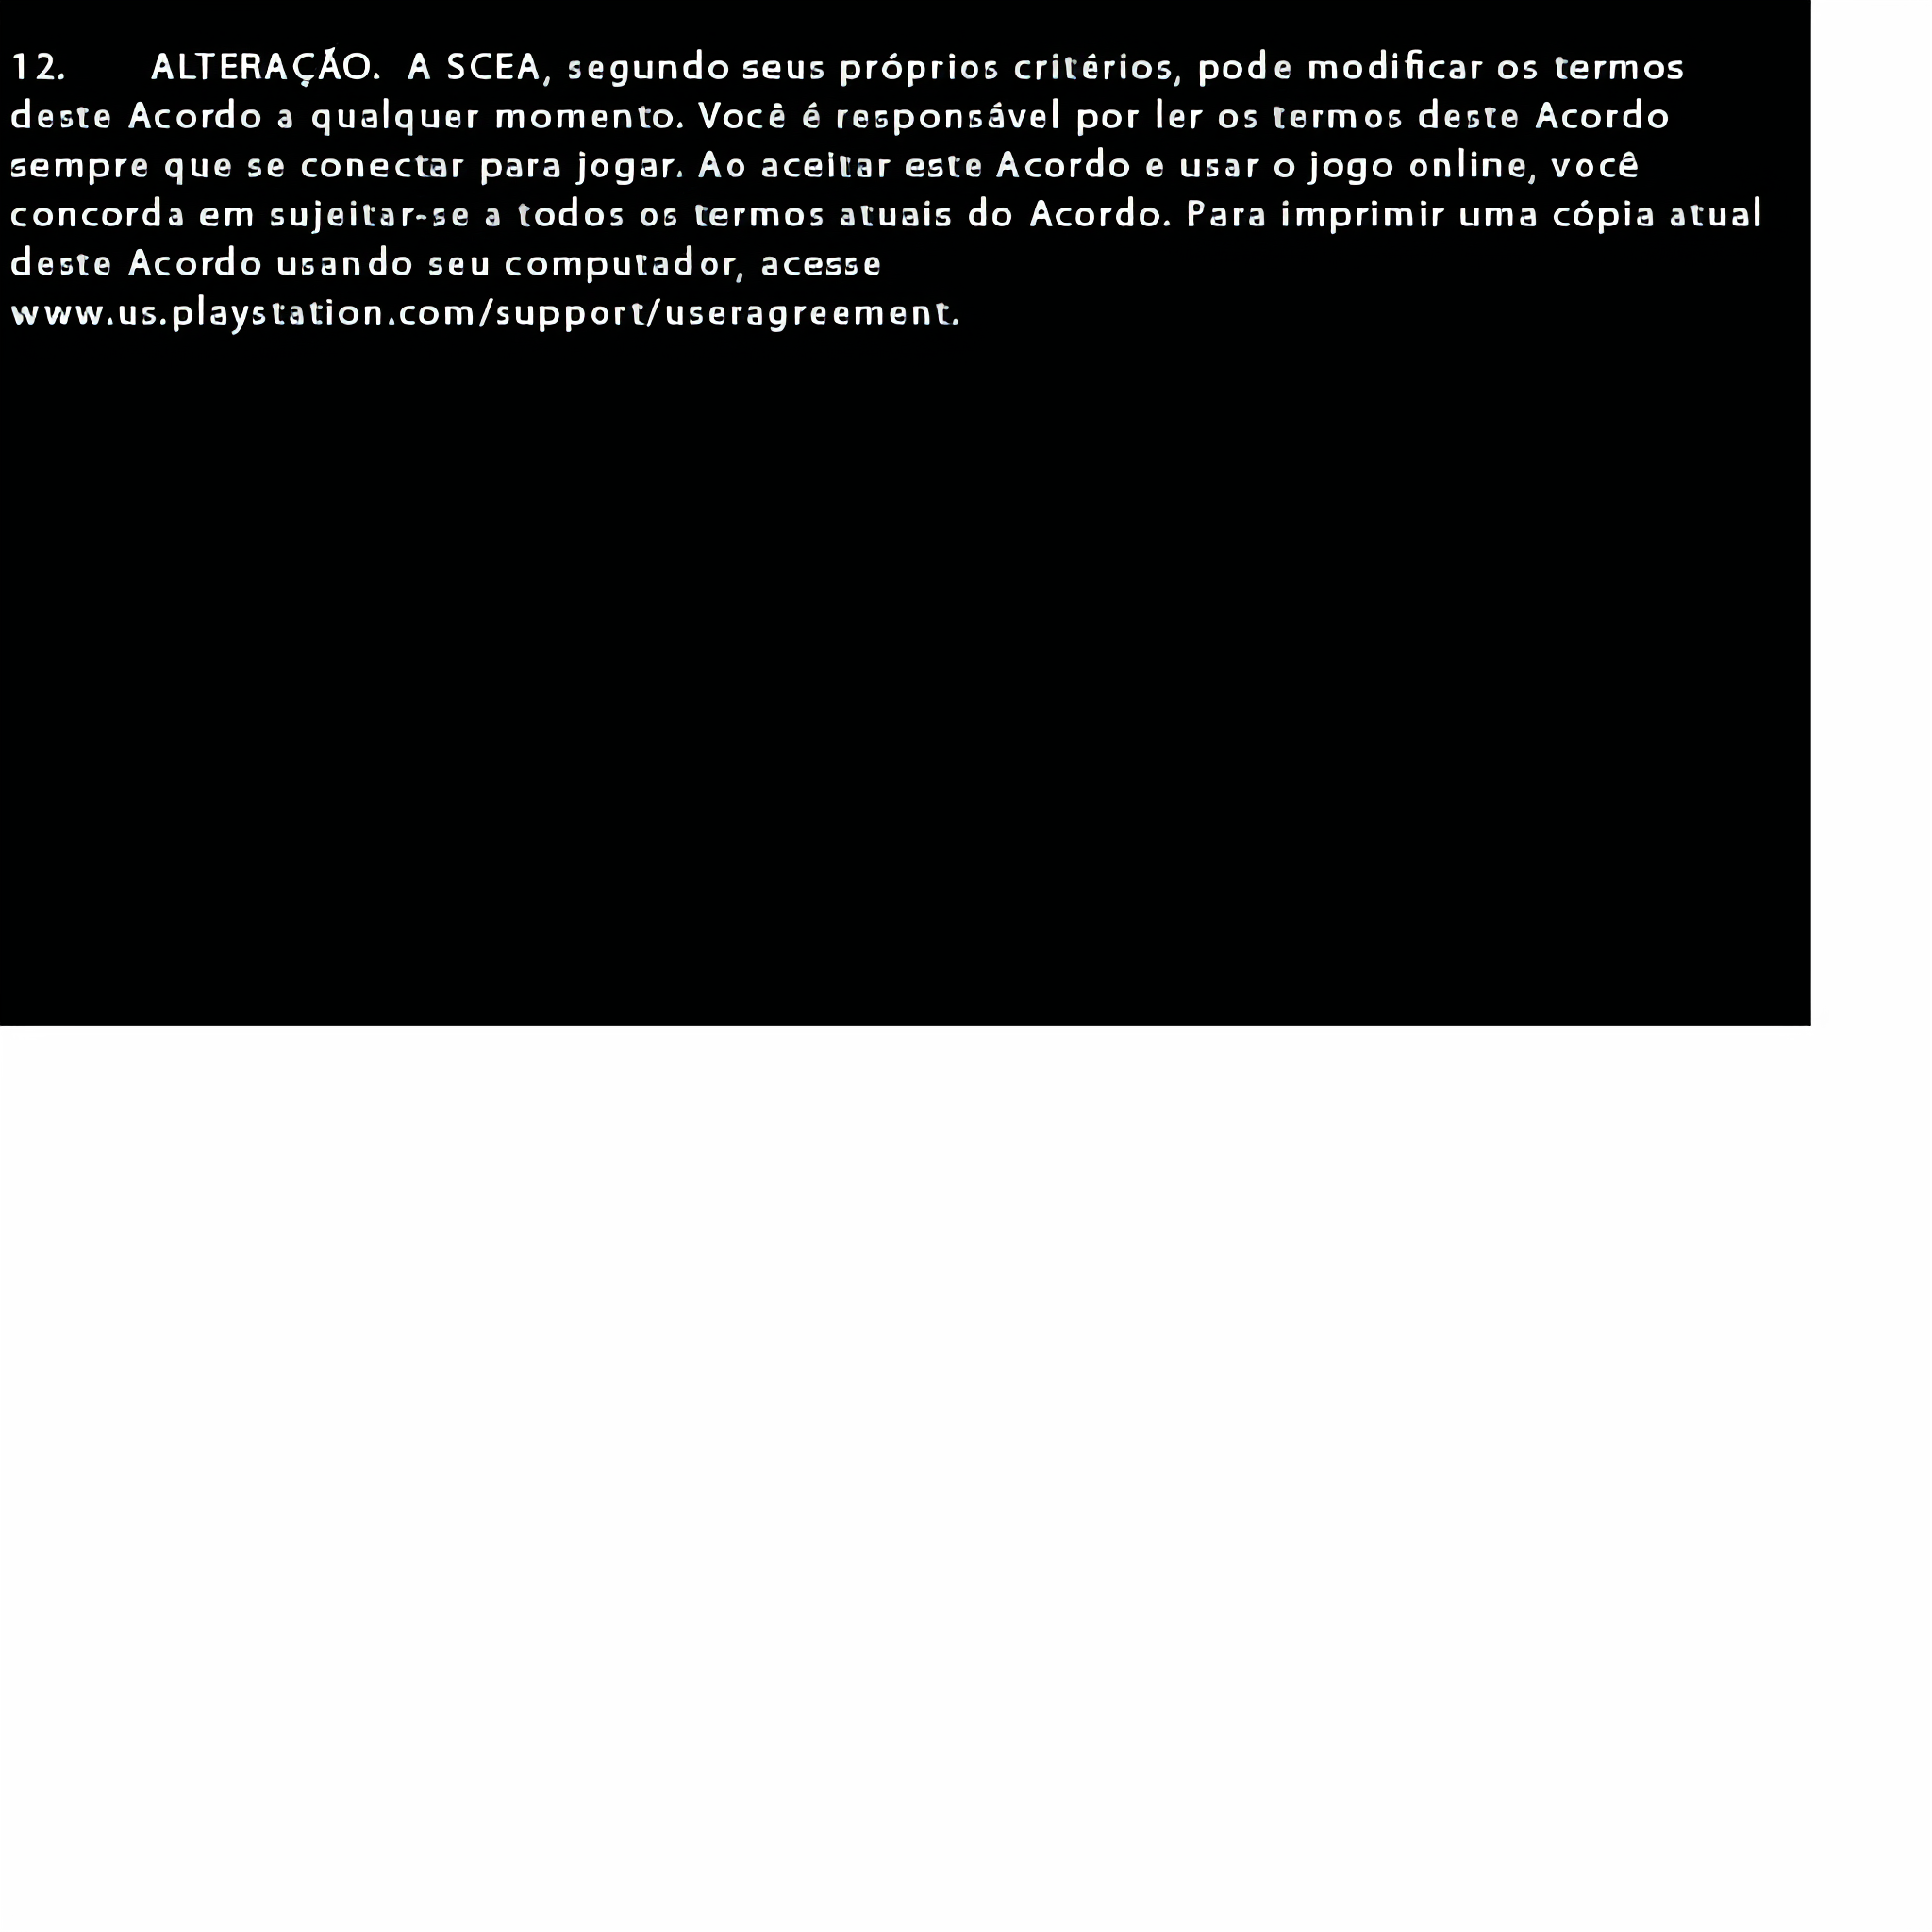 12. ALTERAÇÃO. A SCEA, segundo seus próprios critérios, pode modificar os termos
deste Acordo a qualquer momento. Você é responsável por ler os termos deste Acordo
sempre que se conectar para jogar. Ao aceitar este Acordo e usar o jogo online, você
concorda em sujeitar-se a todos os termos atuais do Acordo. Para imprimir uma cópia atual
deste Acordo usando seu computador, acesse
www.us.playstation.com/support/useragreement.